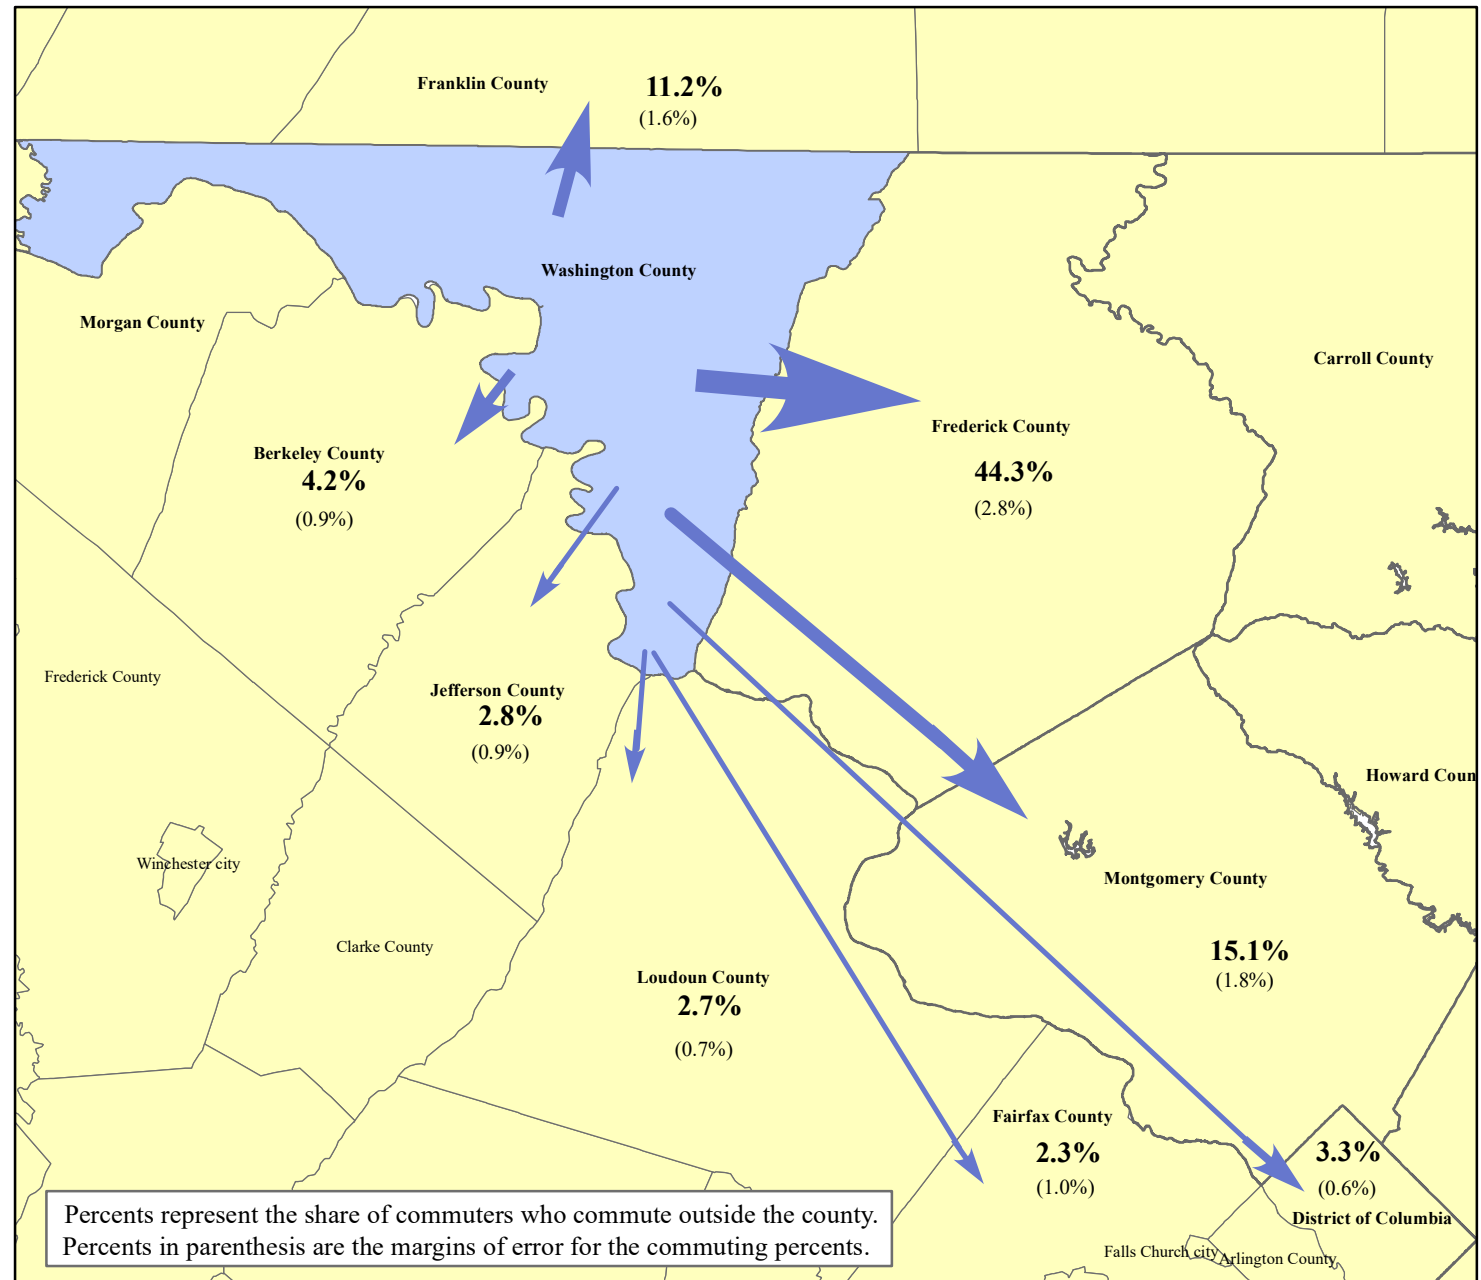 Franklin County
11.2%
(1.6%)
Washington County
Morgan County
Carroll County
Frederick County
44.3%
(2.8%)
Berkeley County
4.2%
(0.9%)
Frederick County
Jefferson County
2.8%
(0.9%)
Howard Coun
Winchester city
Montgomery County
Clarke County
15.1%
(1.8%)
Loudoun County
2.7%
(0.7%)
Fairfax County
2.3%
(1.0%)
3.3%
(0.6%)
District of Columbia
Falls Church city
Arlington County
Percents represent the share of commuters who commute outside the county.
Percents in parenthesis are the margins of error for the commuting percents.